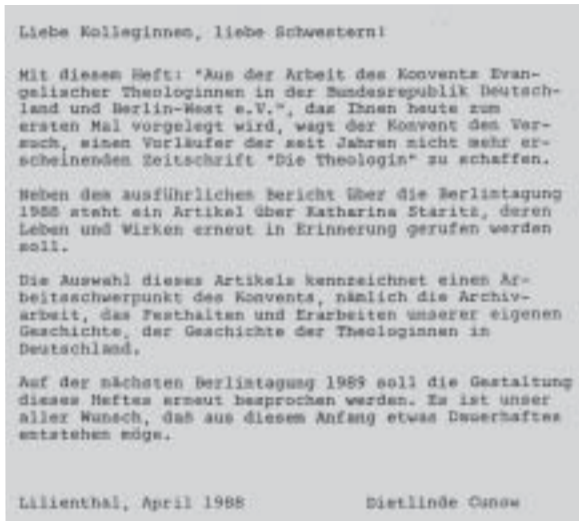 Liebe Kolleginnen, liebe Schwestern!
Mit diesem Heft: "Aus der Arbeit des Konvents Evan-
gelischer Theologinnen in der Bundesrepublik Deutsch-
land und Berlin-West e.V.", das Ihnen heute zum
ersten Mal vorgelegt wird, wagt der Konvent den Ver-
such, einen Vorläufer der seit Jahren nicht mehr er-
scheinenden Zeitschrift "Die Theologin" zu schaffen.
Neben dem ausführlichen Bericht über die Berlintagung
1988 steht ein Artikel über Katharina Staritz, deren
Leben und Wirken erneut in Erinnerung gerufen werden
soll.
Die Auswahl dieses Artikels kennzeichnet einen Ar-
beitsschwerpunkt des Konvents, nämlich die Archiv-
arbeit, das Festhalten und Erarbeiten unserer eigenen
Geschichte, der Geschichte der Theologinnen in
Deutschland.
Auf der nächsten Berlintagung 1989 soll die Gestaltung
dieses Heftes erneut besprochen werden. Es ist unser
aller Wunsch, daß aus diesem Anfang etwas Dauerhaftes
entstehen möge.
Lilienthal, April 1988 Dietlinde Cunow